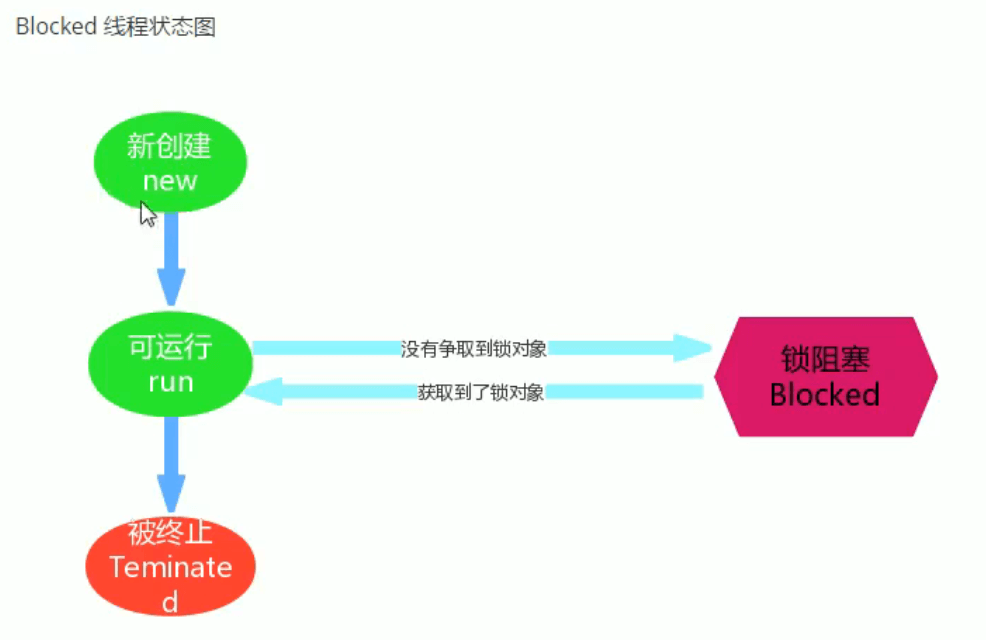 Blocked 线程状态图
新创建
new
可运行
run
没有争取到锁对象
获取到了锁对象
锁阻塞
Blocked
被终止
Teminate
d